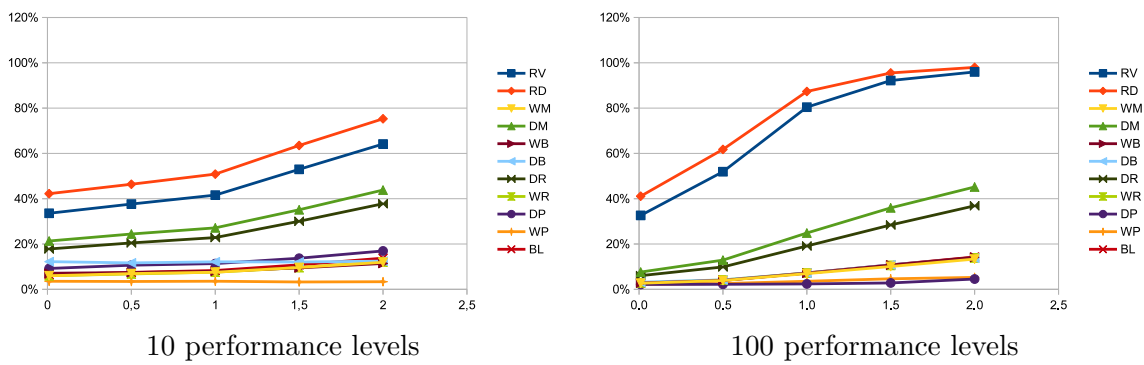 120%
100%
80%
60%
40%
20%
0%
0
0,5
1
1,5
2
2,5
RV
RD
WM
DM
WB
DB
DR
WR
DP
WP
BL
10 performance levels
120%
100%
80%
60%
40%
20%
0%
0,0
0,5
1,0
1,5
2,0
2,5
RV
RD
WM
DM
WB
DB
DR
WR
DP
WP
BL
100 performance levels